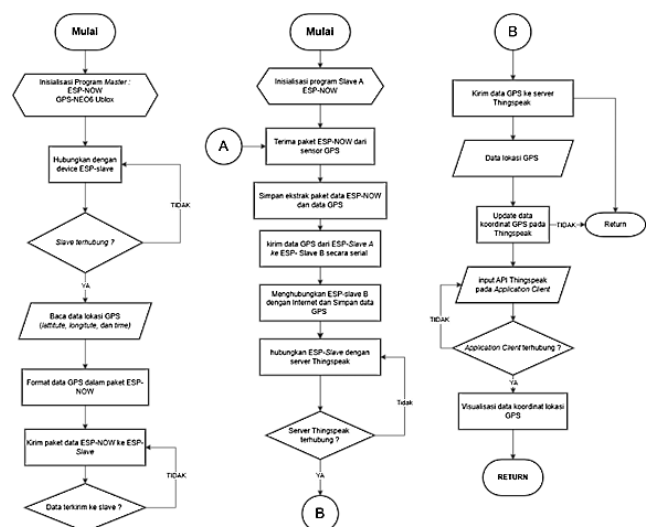 Mulai
Inisialisasi Program Master :
ESP-NOW
GPS-NEO6 Ublox
Hubungkan dengan
device ESP-slave
TIDAK
Slave terhubung ?
YA
Baca data lokasi GPS
(lattitute, longitute, dan time)
Format data GPS dalam paket ESP-
NOW
Kirim paket data ESP-NOW ke ESP-
Slave
TIDAK
Data terkirim ke slave ?
Mulai
Inisialisasi program Slave A
ESP-NOW
A
Terima paket ESP-NOW dari
sensor GPS
Simpan ekstrak paket data ESP-NOW
dan data GPS
kirim data GPS dari ESP-Slave A
ke ESP- Slave B secara serial
Menghubungkan ESP-slave B
dengan Internet dan Simpan data
GPS
hubungkan ESP-Slave dengan
server Thingspeak
Tidak
Server Thingspeak
terhubung ?
YA
B
B
Kirim data GPS ke server
Thingspeak
Data lokasi GPS
Update data
koordinat GPS pada
Thingspeak
TIDAK
Return
input API Thingspeak
pada Application Client
TIDAK
Application Client terhubung ?
YA
Visualisasi data koordinat lokasi
GPS
RETURN